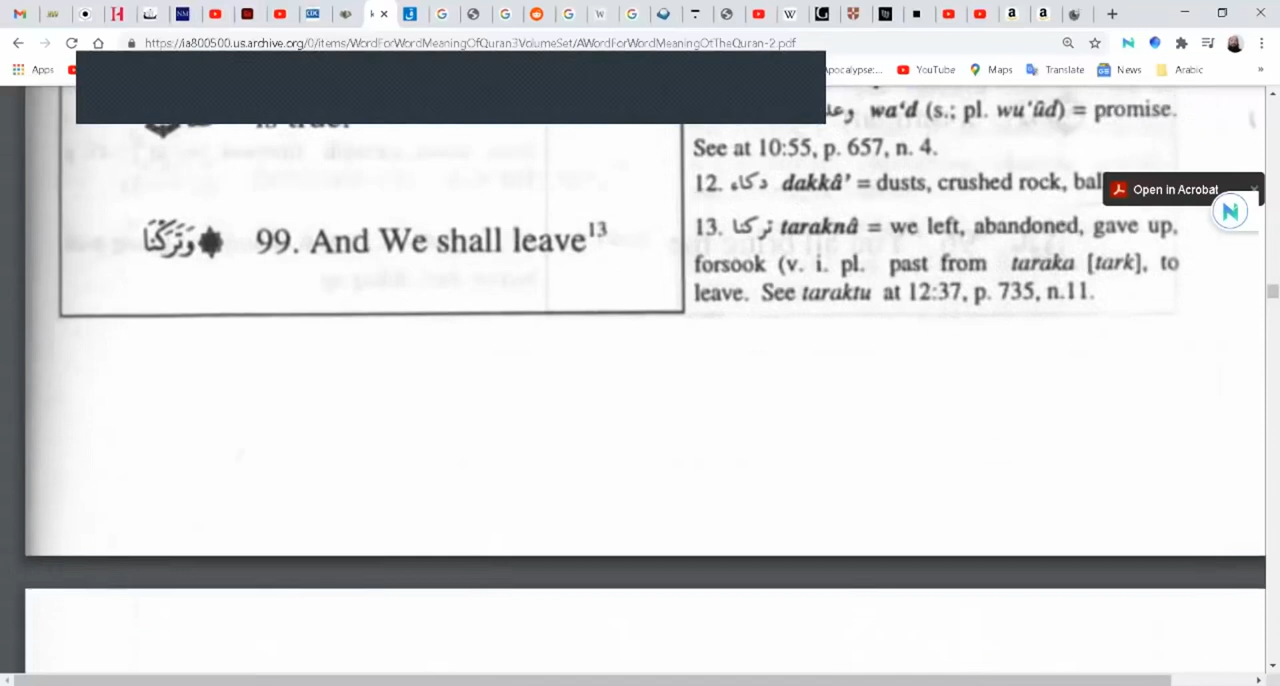 https://ia800500.us.archive.org/0/items/WordForWordMeaningOfQuran3VolumeSet/AWordForWordMeaningOfTheQuran-2.pdf
Apps
Apocalypse:... YouTube Maps Translate News Arabic »
is true.
وعد wa'd (s.; pl. wu'ûd) = promise.
See at 10:55, p. 657, n. 4.
12. دكاء dakkâ' = dusts, crushed rock,
Open in Acrobat
وَتَرَكْنَا 99. And We shall leave13
13. تركنا taraknâ = we left, abandoned, gave up,
forsook (v. i. pl. past from taraka [tark], to
leave. See taraktu at 12:37, p. 735, n.11.